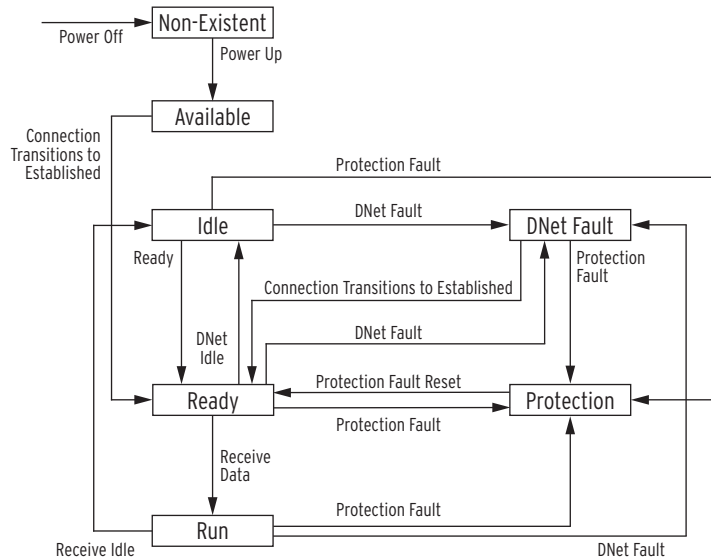 Non-Existent
Power Off
Power Up
Available
Connection
Transitions to
Established
Protection Fault
Idle
DNet Fault
DNet Fault
Ready
Protection
Fault
Connection Transitions to Established
DNet
Idle
DNet Fault
Ready
Protection Fault Reset
Protection
Protection Fault
Receive
Data
Protection Fault
Run
Receive Idle
DNet Fault